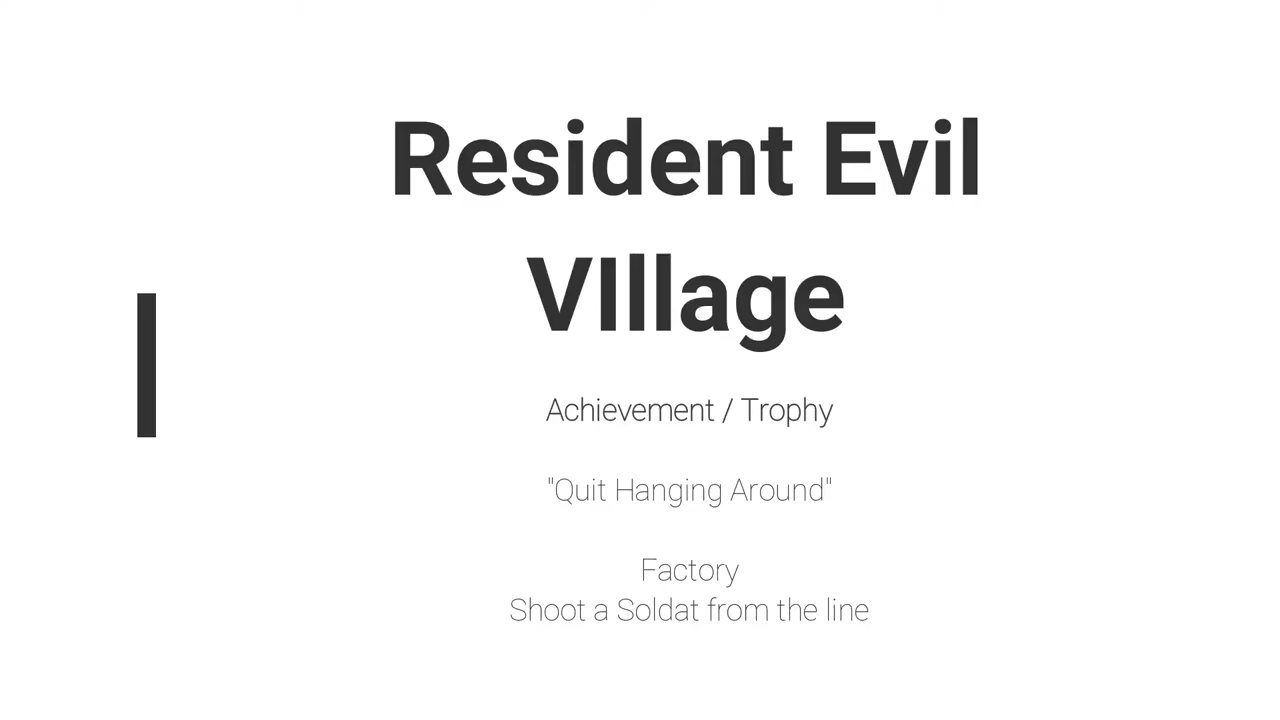 Resident Evil
VIllage
Achievement / Trophy
"Quit Hanging Around"
Factory
Shoot a Soldat from the line